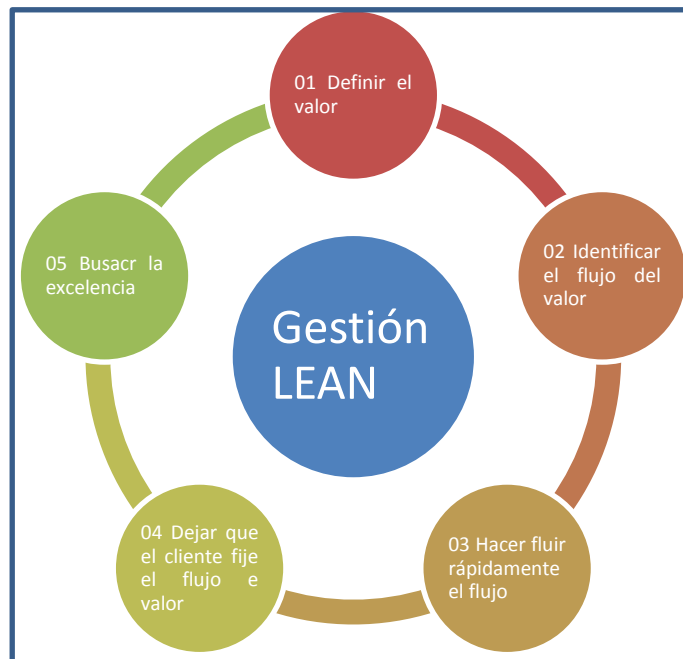 01 Definir el
valor
02 Identificar
el flujo del
valor
03 Hacer fluir
rápidamente
el flujo
04 Dejar que
el cliente fije
el flujo e
valor
05 Busacr la
excelencia
Gestión
LEAN